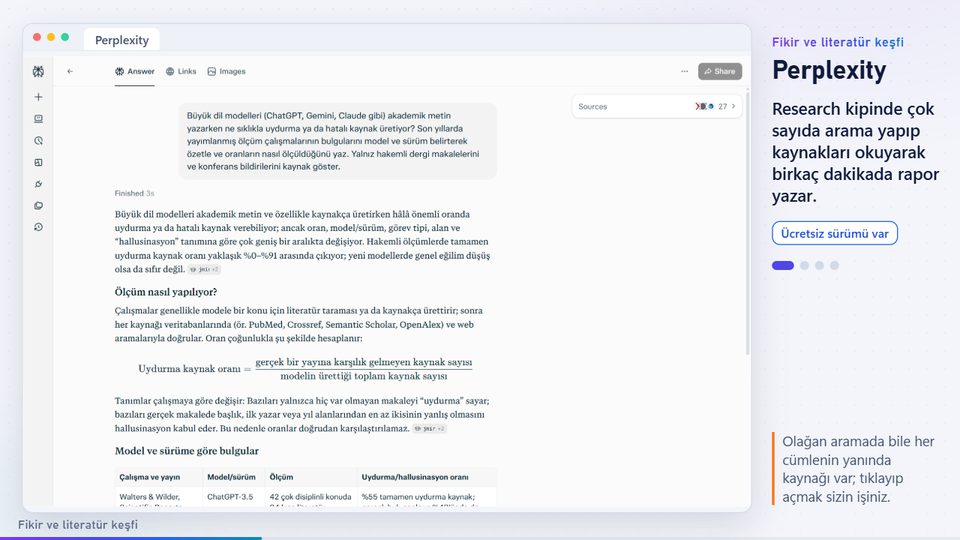 Perplexity
Answer
Links
Images
Share
Büyük dil modelleri (ChatGPT, Gemini, Claude gibi) akademik metin
yazarken ne sıklıkla uydurma ya da hatalı kaynak üretiyor? Son yıllarda
yayımlanmış ölçüm çalışmalarının bulgularını model ve sürüm belirterek
özetle ve oranların nasıl ölçüldüğünü yaz. Yalnız hakemli dergi makalelerini
ve konferans bildirilerini kaynak göster.
Sources
27
Finished 3s
Büyük dil modelleri akademik metin ve özellikle kaynakça üretirken hâlâ önemli oranda
uydurma ya da hatalı kaynak verebiliyor; ancak oran, model/sürüm, görev tipi, alan ve
“hallusinasyon” tanımına göre çok geniş bir aralıkta değişiyor. Hakemli ölçümlerde tamamen
uydurma kaynak oranı yaklaşık %0–%91 arasında çıkıyor; yeni modellerde genel eğilim düşüş
olsa da sıfır değil. jmir +2
Ölçüm nasıl yapılıyor?
Çalışmalar genellikle modele bir konu için literatür taraması ya da kaynakça ürettirir; sonra
her kaynağı veritabanlarında (ör. PubMed, Crossref, Semantic Scholar, OpenAlex) ve web
aramalarıyla doğrular. Oran çoğunlukla şu şekilde hesaplanır:
Uydurma kaynak oranı = gerçek bir yayına karşılık gelmeyen kaynak sayısı
modelin ürettiği toplam kaynak sayısı
Tanımlar çalışmaya göre değişir: Bazıları yalnızca hiç var olmayan makaleyi “uydurma” sayar;
bazıları gerçek makalede başlık, ilk yazar veya yıl alanlarından en az ikisinin yanlış olmasını
hallusinasyon kabul eder. Bu nedenle oranlar doğrudan karşılaştırılamaz. jmir +2
Model ve sürüme göre bulgular
Çalışma ve yayın
Model/sürüm
Ölçüm
Uydurma/hallusinasyon oranı
Walters & Wilder,
ChatGPT-3.5
42 çok disiplinli konuda
%55 tamamen uydurma kaynak;
Fikir ve literatür keşfi
Perplexity
Research kipinde çok
sayıda arama yapıp
kaynakları okuyarak
birkaç dakikada rapor
yazar.
Ücretsiz sürümü var
Olağan aramada bile her
cümlenin yanında
kaynağı var; tıklayıp
açmak sizin işiniz.
Fikir ve literatür keşfi